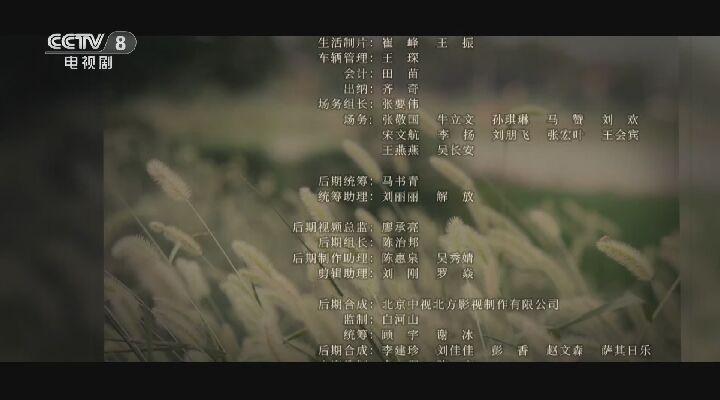 CCTV 8
电视剧
生活制片：崔峰 王振
车辆管理：王琛
会计：田苗
出纳：齐奇
场务组长：张要伟
场务：张敬国 牛立文 孙琪琳 马赞 刘欢
宋文航 李扬 刘朋飞 张宏叶 王会宾
王燕燕 吴长安
后期统筹：马书青
统筹助理：刘丽丽 解放
后期视频总监：廖承亮
后期组长：陈治邦
后期制作助理：陈惠泉 吴秀婧
剪辑助理：刘刚 罗焱
后期合成：北京中视北方影视制作有限公司
监制：白河山
统筹：顾宇 谢冰
后期合成：李建珍 刘佳佳 彭香 赵文森 萨其日乐